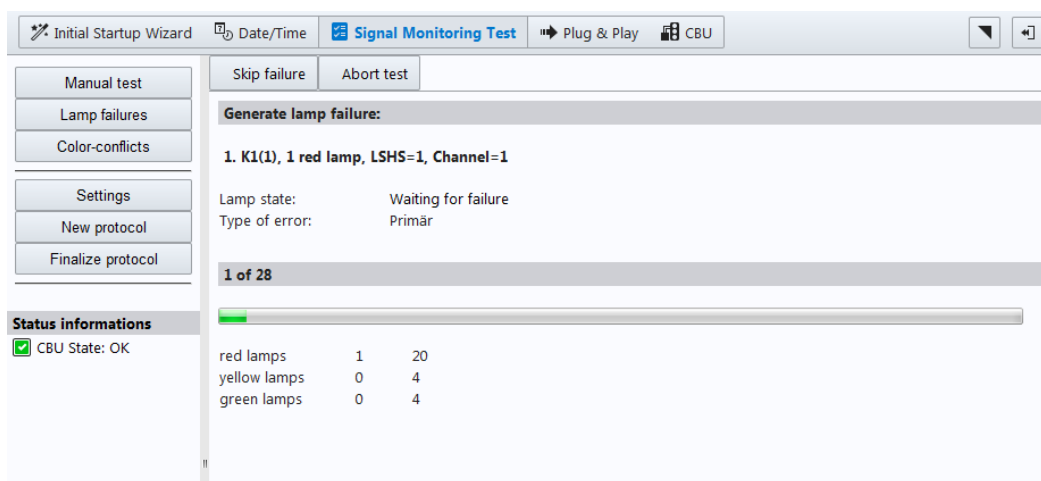 Initial Startup Wizard Date/Time Signal Monitoring Test Plug & Play CBU
Manual test
Lamp failures
Color-conflicts
Settings
New protocol
Finalize protocol
Status informations
CBU State: OK
Skip failure Abort test
Generate lamp failure:
1. K1(1), 1 red lamp, LSHS=1, Channel=1
Lamp state: Waiting for failure
Type of error: Primär
1 of 28
red lamps 1 20
yellow lamps 0 4
green lamps 0 4